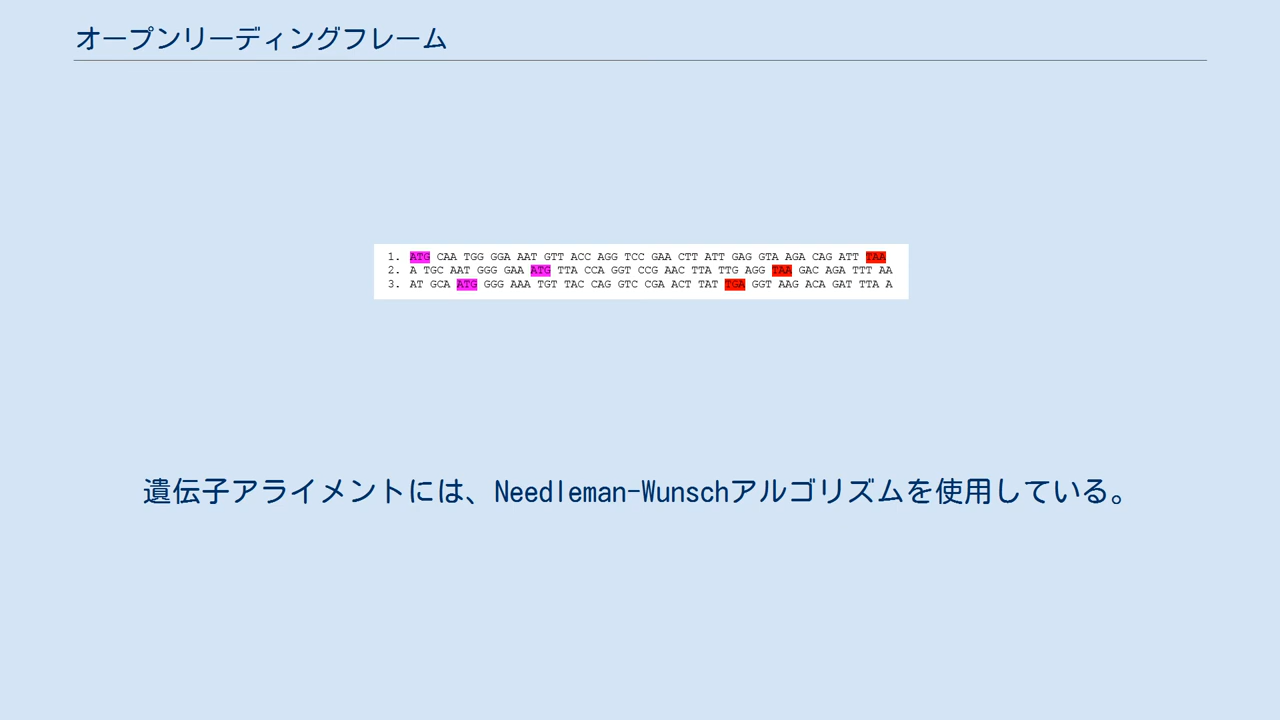 オープンリーディングフレーム
1. ATG CAA TGG GGA AAT GTT ACC AGG TCC GAA CTT ATT GAG GTA AGA CAG ATT TAA
2. A TGC AAT GGG GAA ATG TTA CCA GGT CCG AAC TTA TTG AGG TAA GAC AGA TTT AA
3. AT GCA ATG GGG AAA TGT TAC CAG GTC CGA ACT TAT TGA GGT AAG ACA GAT TTA A
遺伝子アライメントには、Needleman-Wunschアルゴリズムを使用している。